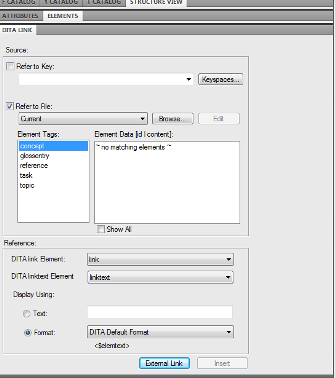 F CATALOG Y CATALOG T CATALOG STRUCTURE VIEW
ATTRIBUTES ELEMENTS
DITA LINK
Source:
Refer to Key:
Keyspaces...
Refer to File:
Current Browse... Edit
Element Tags: Element Data [id | content]:
concept ~ no matching elements ~
glossentry
reference
task
topic
Show All
Reference:
DITA link Element: link
DITA linktext Element linktext
Display Using:
Text:
Format: DITA Default Format
<$elemtext>
External Link Insert